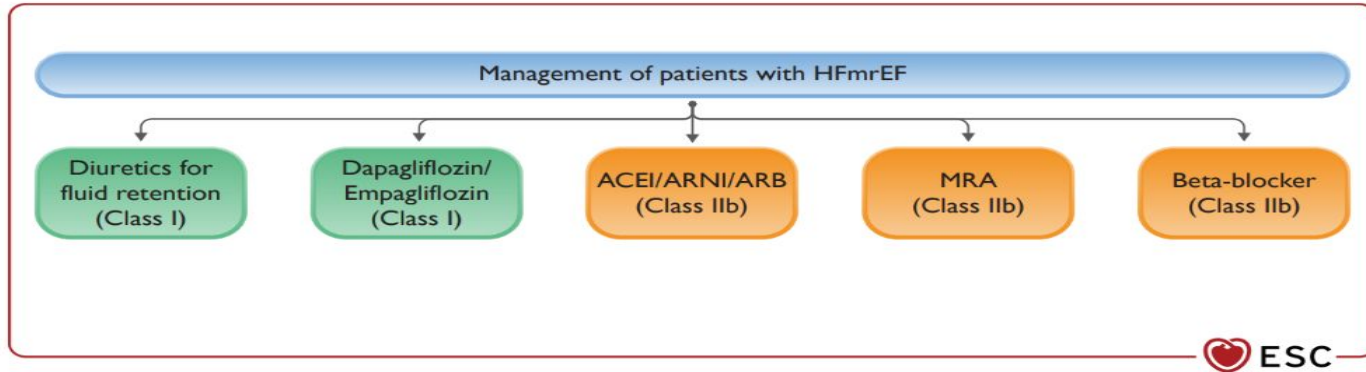 Management of patients with HFmrEF
Diuretics for
fluid retention
(Class I)
Dapagliflozin/
Empagliflozin
(Class I)
ACEI/ARNI/ARB
(Class IIb)
MRA
(Class IIb)
Beta-blocker
(Class IIb)
ESC